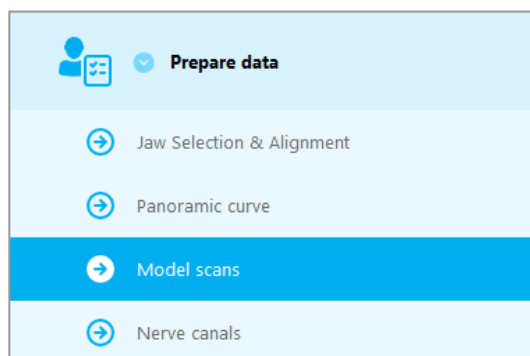 Prepare data
Jaw Selection & Alignment
Panoramic curve
Model scans
Nerve canals